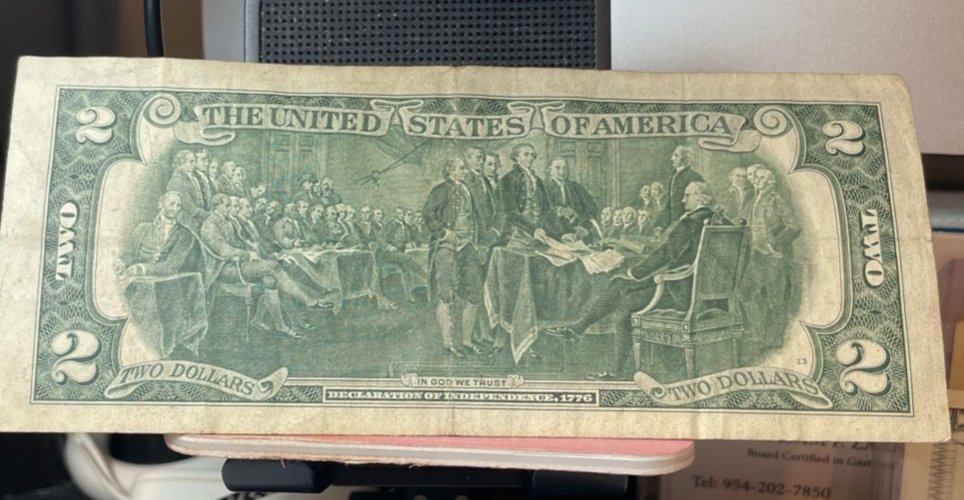 2 THE UNITED STATES OF AMERICA 2
TWO TWO
2 2
TWO DOLLARS IN GOD WE TRUST TWO DOLLARS
DECLARATION OF INDEPENDENCE, 1776
13
Board Certified in
Tel: 954-202-7850